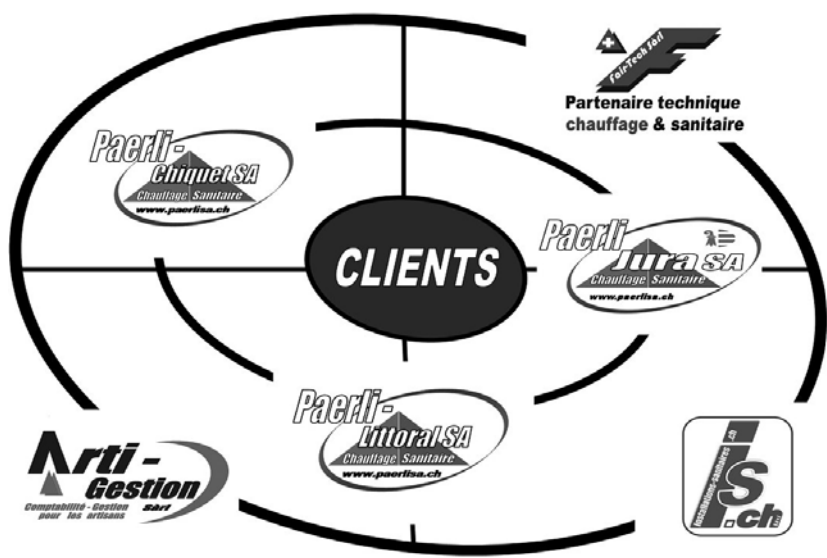 FairTech Sàrl
Partenaire technique
chauffage & sanitaire
Paerli-
Chiquet SA
Chauffage Sanitaire
www.paerlisa.ch
Paerli
Jura SA
Chauffage Sanitaire
www.paerlisa.ch
CLIENTS
Paerli-
Littoral SA
Chauffage Sanitaire
www.paerlisa.ch
Arti-
Gestion
Comptabilité - Gestion Sàrl
pour les artisans
Installations-sanitaires.ch
is
.ch